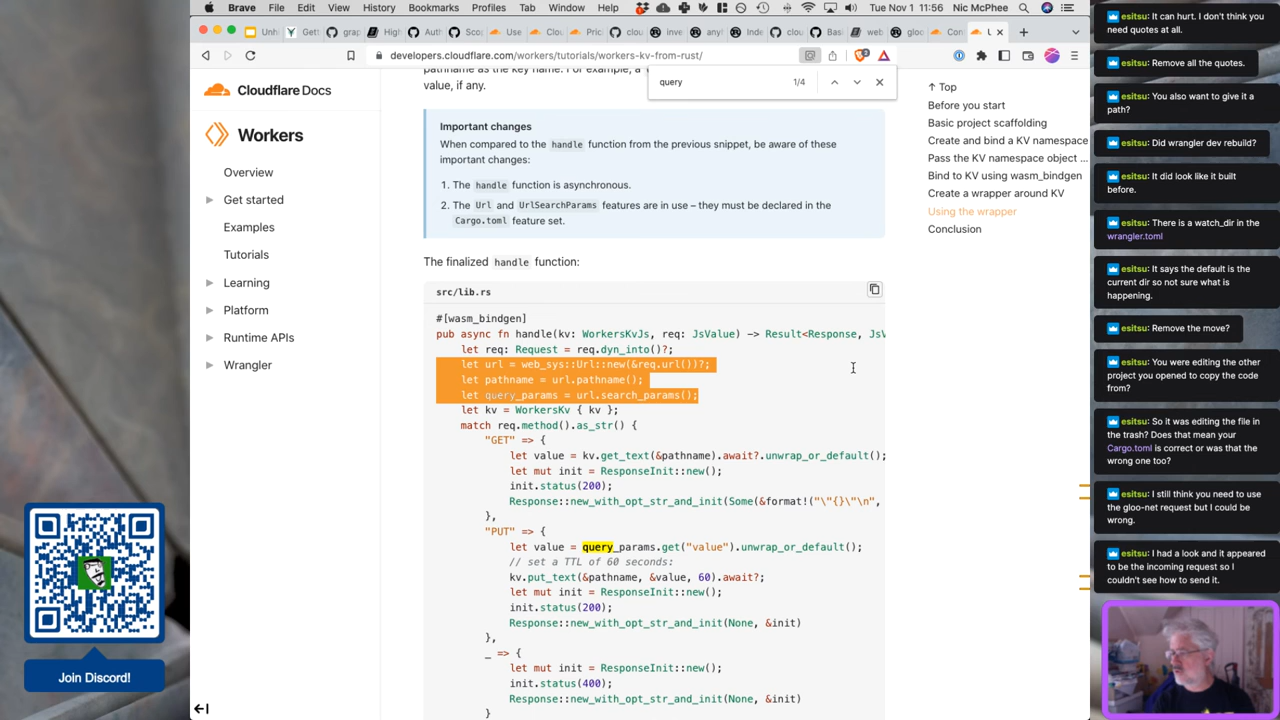 Brave File Edit View History Bookmarks Profiles Tab Window Help Tue Nov 1 11:56 Nic McPhee
developers.cloudflare.com/workers/tutorials/workers-kv-from-rust/
query 1/4
Cloudflare Docs
Workers
Overview
Get started
Examples
Tutorials
Learning
Platform
Runtime APIs
Wrangler
value, if any.
Important changes
When compared to the handle function from the previous snippet, be aware of these
important changes:
1. The handle function is asynchronous.
2. The Url and UrlSearchParams features are in use – they must be declared in the
Cargo.toml feature set.
The finalized handle function:
src/lib.rs
#[wasm_bindgen]
pub async fn handle(kv: WorkersKvJs, req: JsValue) -> Result<Response, JsV
let req: Request = req.dyn_into()?;
let url = web_sys::Url::new(&req.url())?;
let pathname = url.pathname();
let query_params = url.search_params();
let kv = WorkersKv { kv };
match req.method().as_str() {
"GET" => {
let value = kv.get_text(&pathname).await?.unwrap_or_default();
let mut init = ResponseInit::new();
init.status(200);
Response::new_with_opt_str_and_init(Some(&format!("\"{}\"\n",
},
"PUT" => {
let value = query_params.get("value").unwrap_or_default();
// set a TTL of 60 seconds:
kv.put_text(&pathname, &value, 60).await?;
let mut init = ResponseInit::new();
init.status(200);
Response::new_with_opt_str_and_init(None, &init)
},
_ => {
let mut init = ResponseInit::new();
init.status(400);
Response::new_with_opt_str_and_init(None, &init)
}
↑ Top
Before you start
Basic project scaffolding
Create and bind a KV namespace
Pass the KV namespace object ...
Bind to KV using wasm_bindgen
Create a wrapper around KV
Using the wrapper
Conclusion
esitsu: It can hurt. I don't think you
need quotes at all.
esitsu: Remove all the quotes.
esitsu: You also want to give it a
path?
esitsu: Did wrangler dev rebuild?
esitsu: It did look like it built
before.
esitsu: There is a watch_dir in the
wrangler.toml
esitsu: It says the default is the
current dir so not sure what is
happening.
esitsu: Remove the move?
esitsu: You were editing the other
project you opened to copy the code
from?
esitsu: So it was editing the file in
the trash? Does that mean your
Cargo.toml is correct or was that the
wrong one too?
esitsu: I still think you need to use
the gloo-net request but I could be
wrong.
esitsu: I had a look and it appeared
to be the incoming request so I
couldn't see how to send it.
Join Discord!